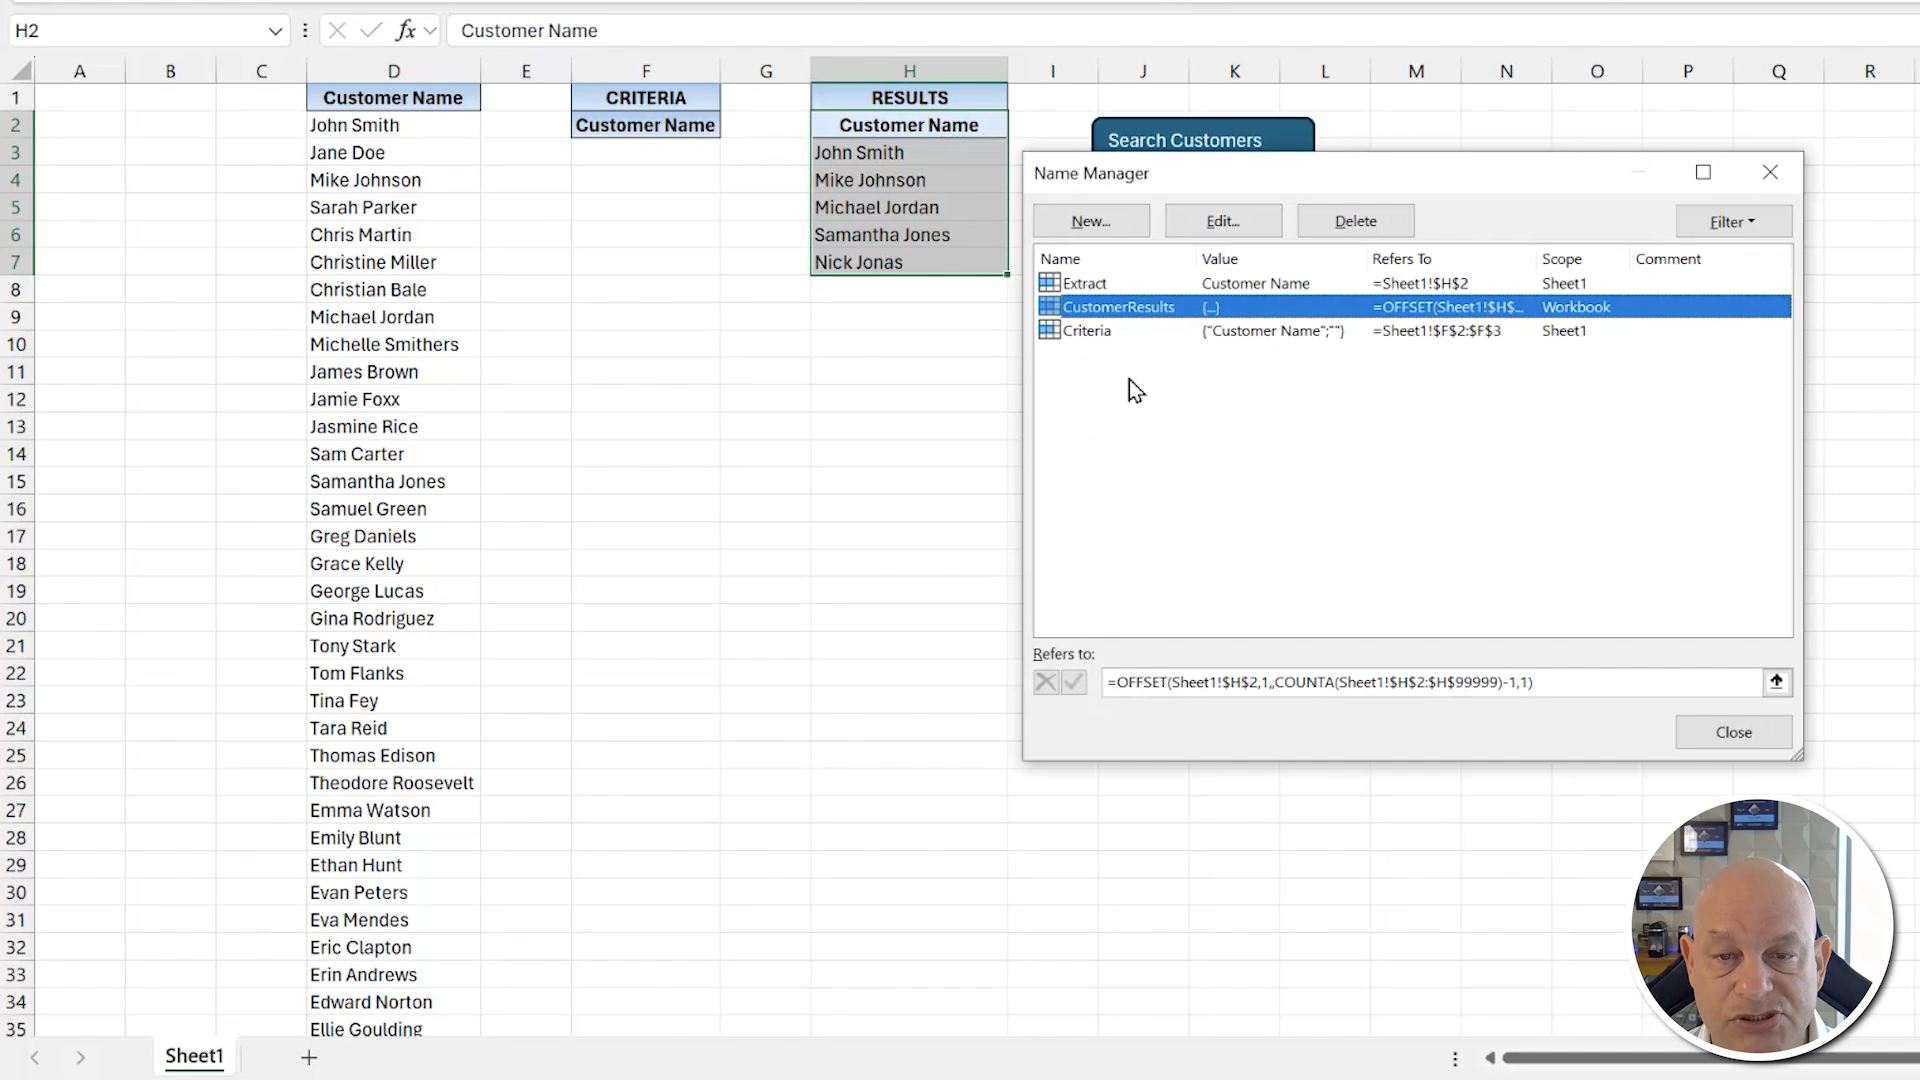 H2
fx
Customer Name
A B C D E F G H I J K L M N O P Q R
1 Customer Name CRITERIA RESULTS
2 John Smith Customer Name Customer Name
3 Jane Doe John Smith
4 Mike Johnson Mike Johnson
5 Sarah Parker Michael Jordan
6 Chris Martin Samantha Jones
7 Christine Miller Nick Jonas
8 Christian Bale
9 Michael Jordan
10 Michelle Smithers
11 James Brown
12 Jamie Foxx
13 Jasmine Rice
14 Sam Carter
15 Samantha Jones
16 Samuel Green
17 Greg Daniels
18 Grace Kelly
19 George Lucas
20 Gina Rodriguez
21 Tony Stark
22 Tom Flanks
23 Tina Fey
24 Tara Reid
25 Thomas Edison
26 Theodore Roosevelt
27 Emma Watson
28 Emily Blunt
29 Ethan Hunt
30 Evan Peters
31 Eva Mendes
32 Eric Clapton
33 Erin Andrews
34 Edward Norton
35 Ellie Goulding
Search Customers
Name Manager
New... Edit... Delete Filter
Name Value Refers To Scope Comment
Extract Customer Name =Sheet1!$H$2 Sheet1
CustomerResults {...} =OFFSET(Sheet1!$H$... Workbook
Criteria {"Customer Name";""} =Sheet1!$F$2:$F$3 Sheet1
Refers to:
=OFFSET(Sheet1!$H$2,1,,COUNTA(Sheet1!$H$2:$H$99999)-1,1)
Close
Sheet1